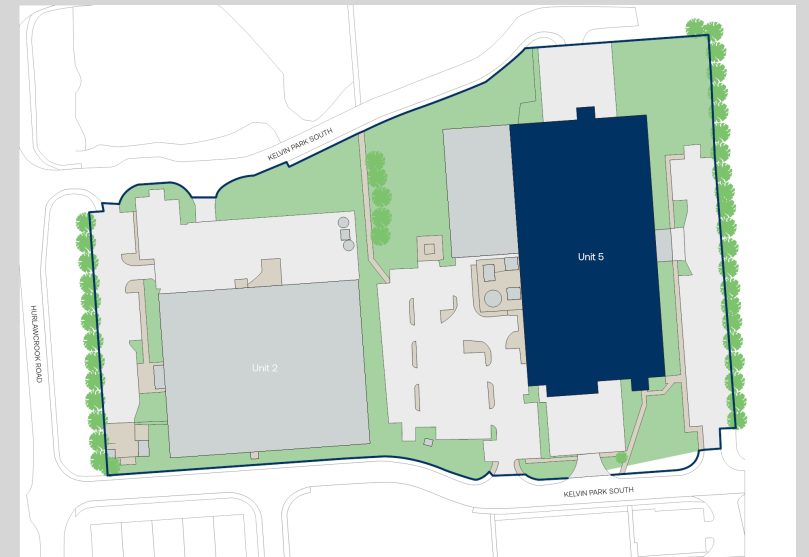 KELVIN PARK SOUTH
Unit 5
HURLAWCROOK ROAD
Unit 2
KELVIN PARK SOUTH